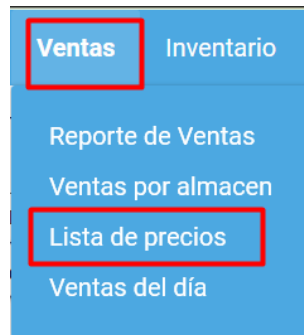 Ventas Inventario
Reporte de Ventas
Ventas por almacen
Lista de precios
Ventas del día